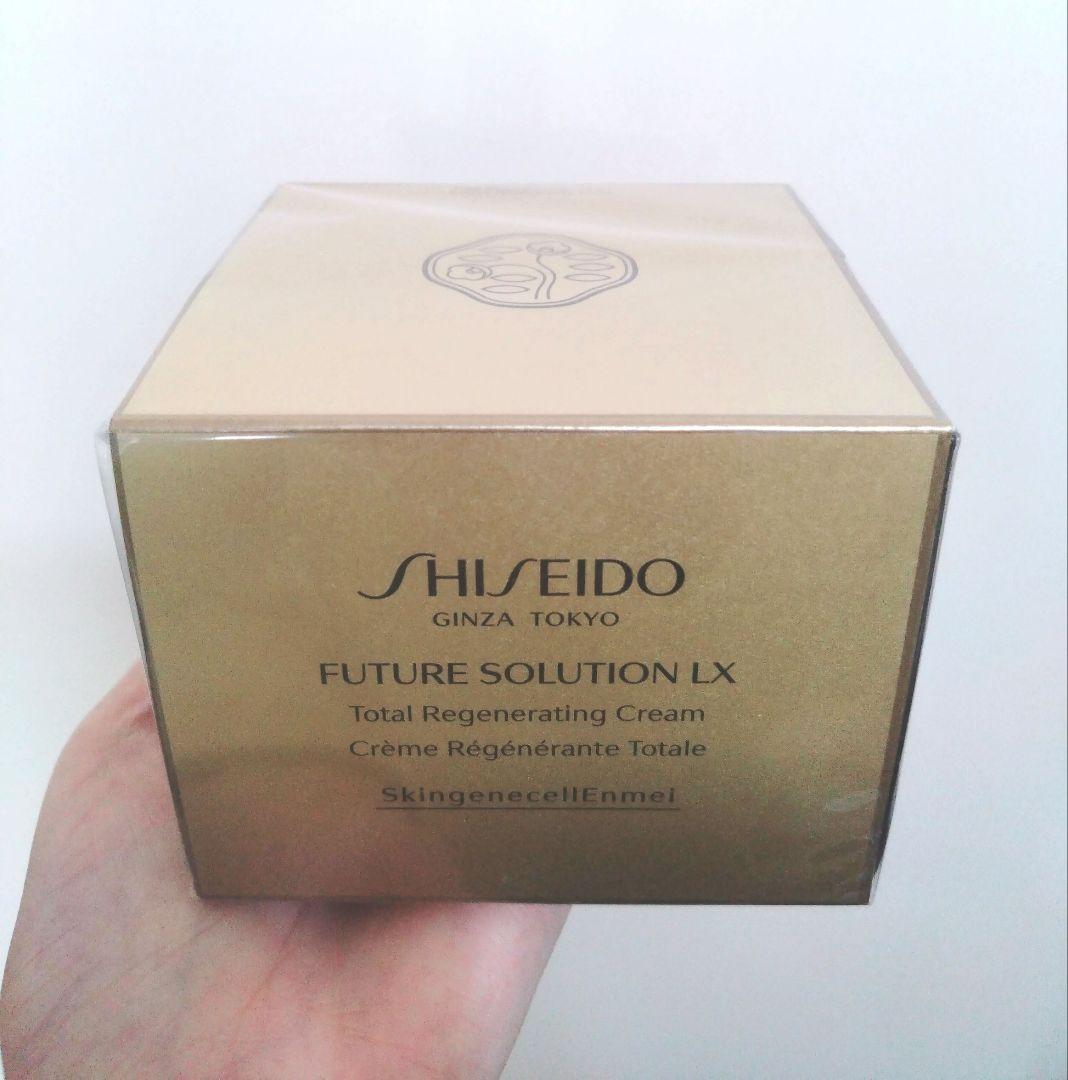 SHISEIDO
GINZA TOKYO
FUTURE SOLUTION LX
Total Regenerating Cream
Crème Régénérante Totale
SkingenecellEnmei